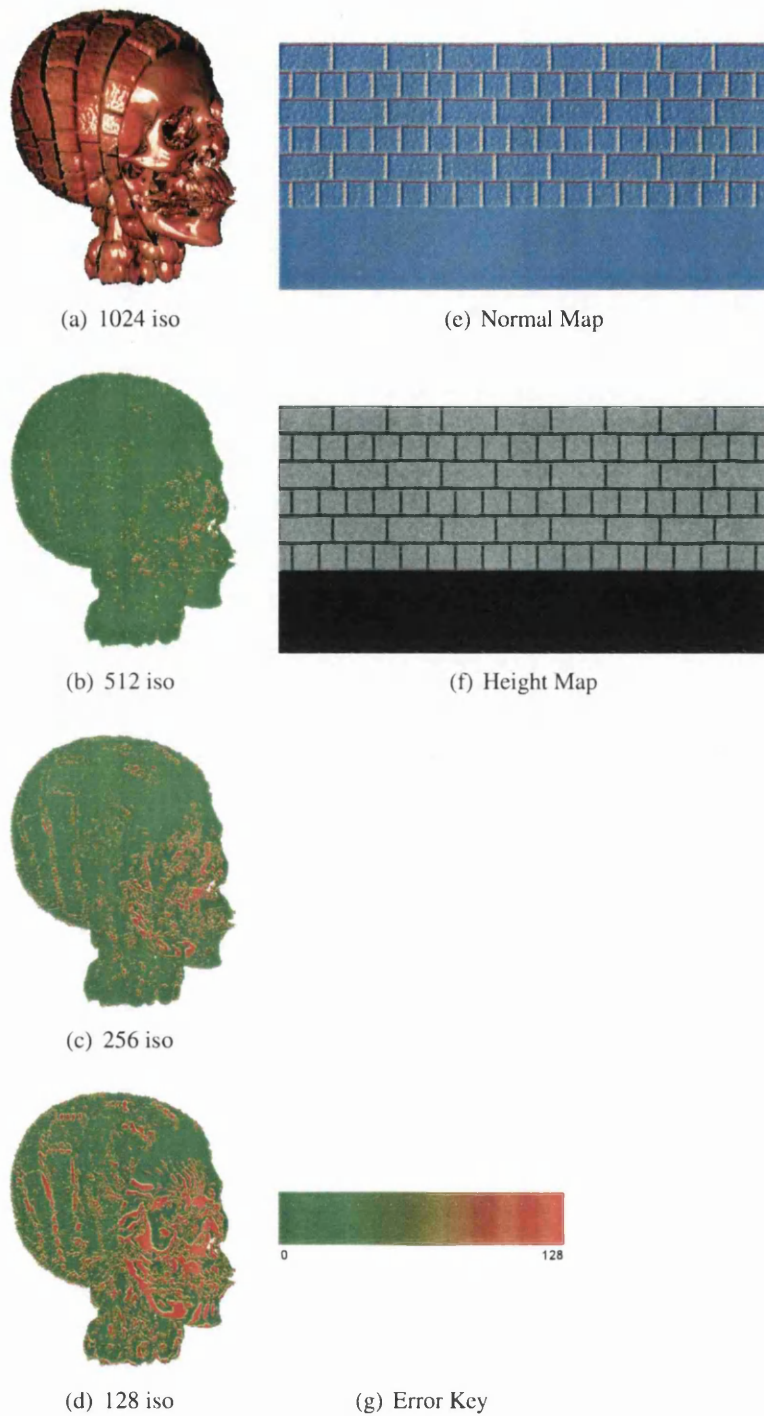 (a) 1024 iso
(e) Normal Map
(b) 512 iso
(f) Height Map
(c) 256 iso
0
128
(d) 128 iso
(g) Error Key